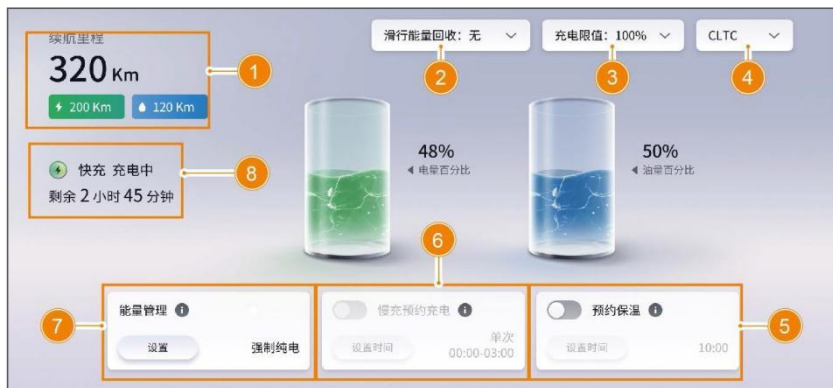 续航里程
320 Km
200 Km 120 Km
滑行能量回收：无
充电限值：100%
CLTC
1
2
3
4
快充 充电中
剩余 2 小时 45 分钟
8
48%
电量百分比
50%
油量百分比
6
7
能量管理
设置 强制纯电
慢充预约充电
设置时间 单次
00:00-03:00
预约保温
设置时间 10:00
5